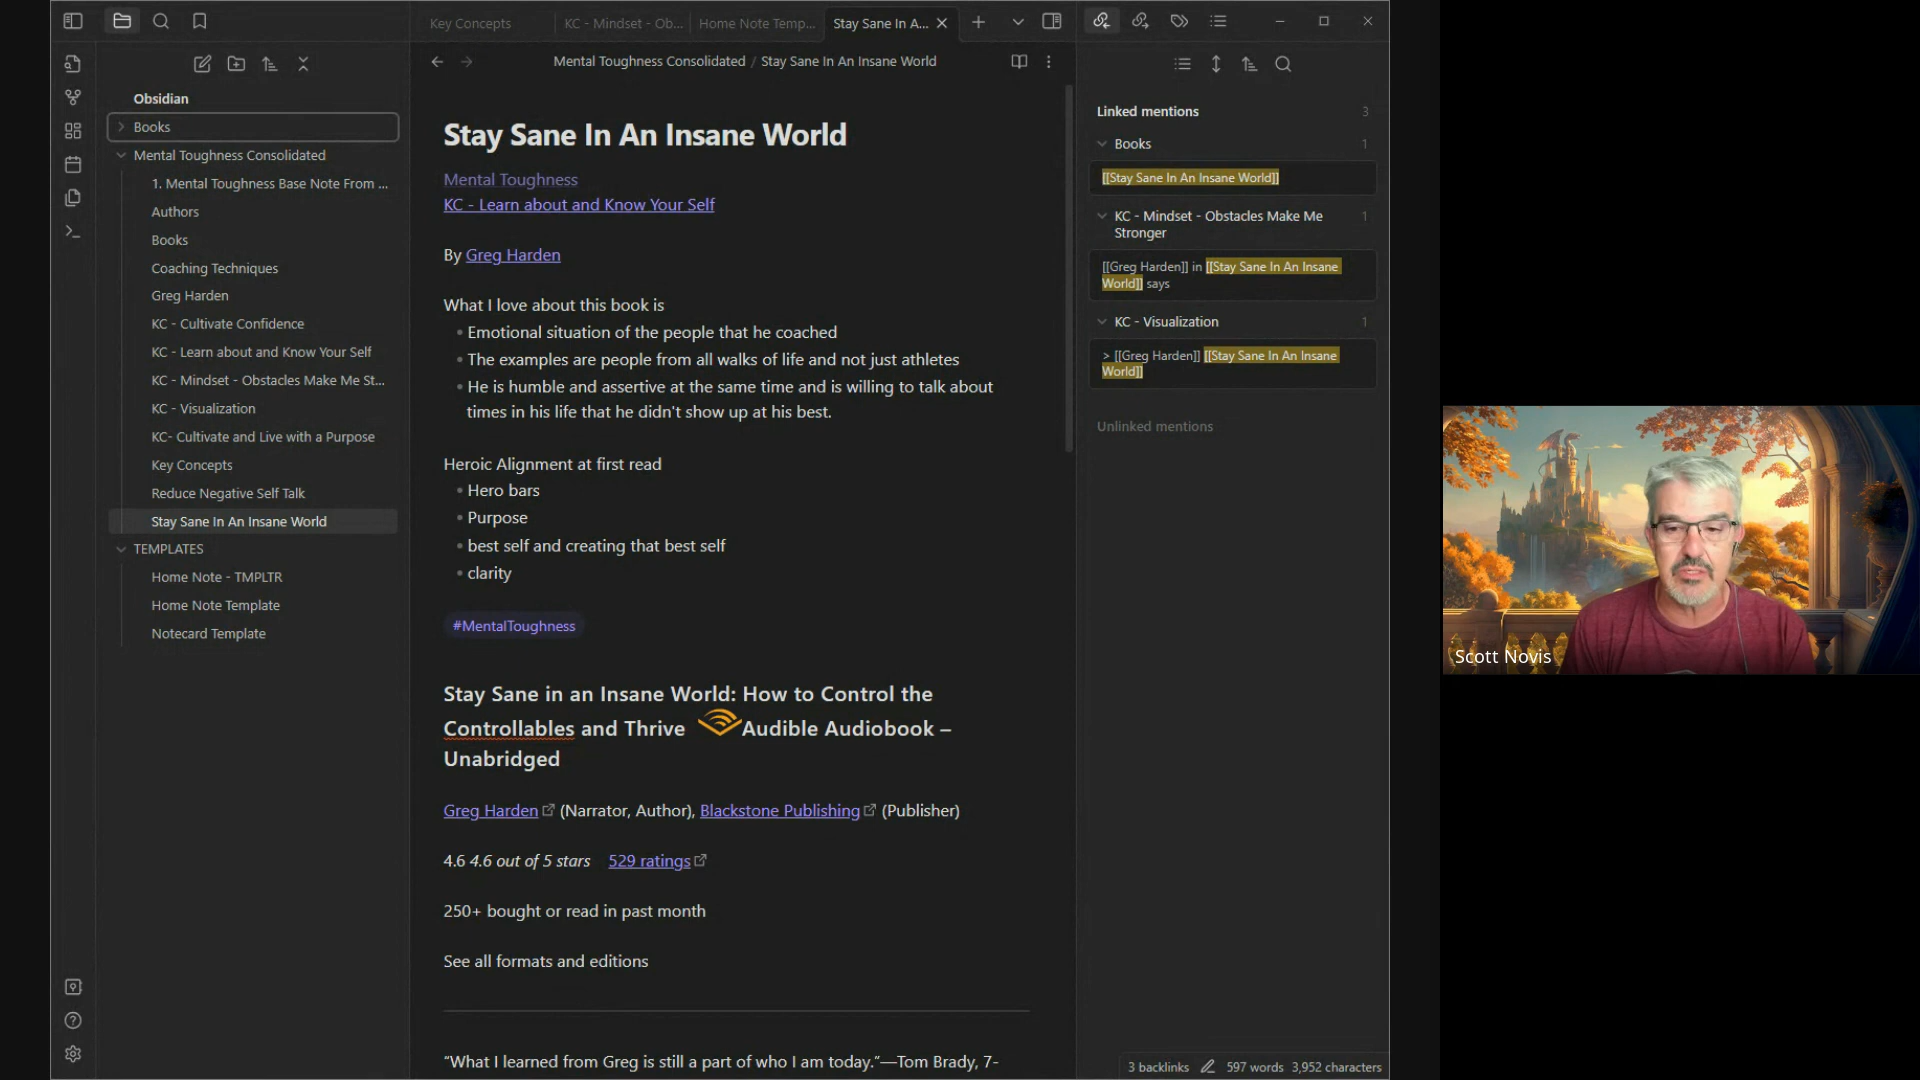 Key Concepts
KC - Mindset - Ob...
Home Note Temp...
Stay Sane In A...
Mental Toughness Consolidated / Stay Sane In An Insane World
Obsidian
Books
Mental Toughness Consolidated
1. Mental Toughness Base Note From ...
Authors
Books
Coaching Techniques
Greg Harden
KC - Cultivate Confidence
KC - Learn about and Know Your Self
KC - Mindset - Obstacles Make Me St...
KC - Visualization
KC- Cultivate and Live with a Purpose
Key Concepts
Reduce Negative Self Talk
Stay Sane In An Insane World
TEMPLATES
Home Note - TMPLTR
Home Note Template
Notecard Template
Stay Sane In An Insane World
Mental Toughness
KC - Learn about and Know Your Self
By Greg Harden
What I love about this book is
• Emotional situation of the people that he coached
• The examples are people from all walks of life and not just athletes
• He is humble and assertive at the same time and is willing to talk about
times in his life that he didn't show up at his best.
Heroic Alignment at first read
• Hero bars
• Purpose
• best self and creating that best self
• clarity
#MentalToughness
Stay Sane in an Insane World: How to Control the
Controllables and Thrive Audible Audiobook –
Unabridged
Greg Harden (Narrator, Author), Blackstone Publishing (Publisher)
4.6 4.6 out of 5 stars 529 ratings
250+ bought or read in past month
See all formats and editions
“What I learned from Greg is still a part of who I am today.”—Tom Brady, 7-
Linked mentions 3
Books 1
[[Stay Sane In An Insane World]]
KC - Mindset - Obstacles Make Me 1
Stronger
[[Greg Harden]] in [[Stay Sane In An Insane
World]] says
KC - Visualization 1
> [[Greg Harden]] [[Stay Sane In An Insane
World]]
Unlinked mentions
3 backlinks 597 words 3,952 characters
Scott Novis